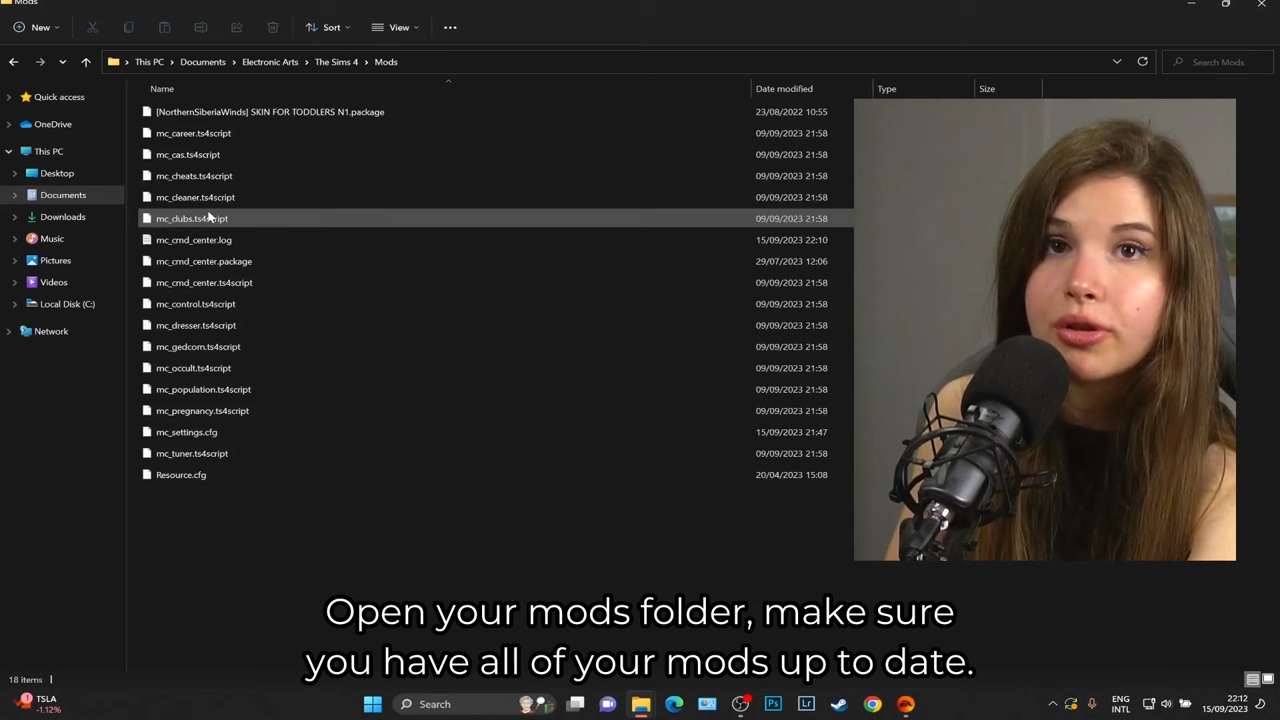 Mods
New
Sort
View
This PC
Documents
Electronic Arts
The Sims 4
Mods
Search Mods
Name
Date modified
Type
Size
Quick access
OneDrive
This PC
Desktop
Documents
Downloads
Music
Pictures
Videos
Local Disk (C:)
Network
[NorthernSiberiaWinds] SKIN FOR TODDLERS N1.package 23/08/2022 10:55
mc_career.ts4script 09/09/2023 21:58
mc_cas.ts4script 09/09/2023 21:58
mc_cheats.ts4script 09/09/2023 21:58
mc_cleaner.ts4script 09/09/2023 21:58
mc_clubs.ts4script 09/09/2023 21:58
mc_cmd_center.log 15/09/2023 22:10
mc_cmd_center.package 29/07/2023 12:06
mc_cmd_center.ts4script 09/09/2023 21:58
mc_control.ts4script 09/09/2023 21:58
mc_dresser.ts4script 09/09/2023 21:58
mc_gedcom.ts4script 09/09/2023 21:58
mc_occult.ts4script 09/09/2023 21:58
mc_population.ts4script 09/09/2023 21:58
mc_pregnancy.ts4script 09/09/2023 21:58
mc_settings.cfg 15/09/2023 21:47
mc_tuner.ts4script 09/09/2023 21:58
Resource.cfg 20/04/2023 15:08
Open your mods folder, make sure
you have all of your mods up to date.
18 items
TSLA
-1.12%
Search
Ps
Lr
ENG
INTL
22:12
15/09/2023